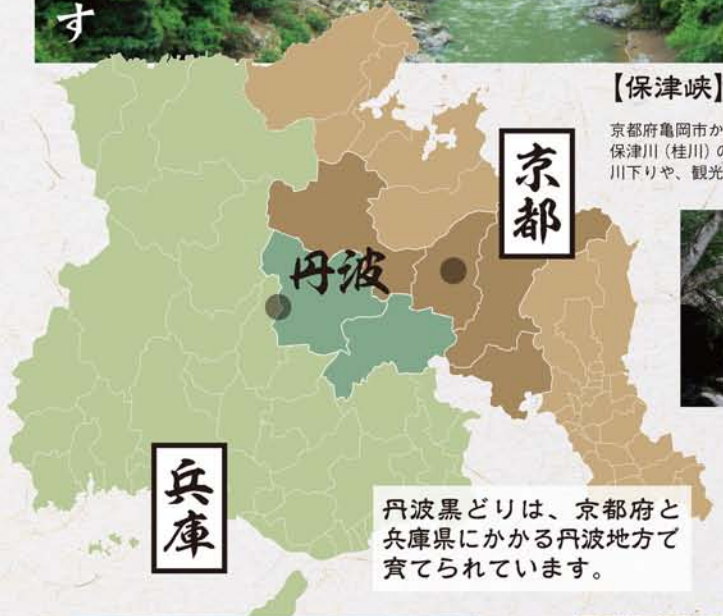 す
【保津峡】
京都府亀岡市か
保津川（桂川）の
川下りや、観光
京都
丹波
兵庫
丹波黒どりは、京都府と
兵庫県にかかる丹波地方で
育てられています。